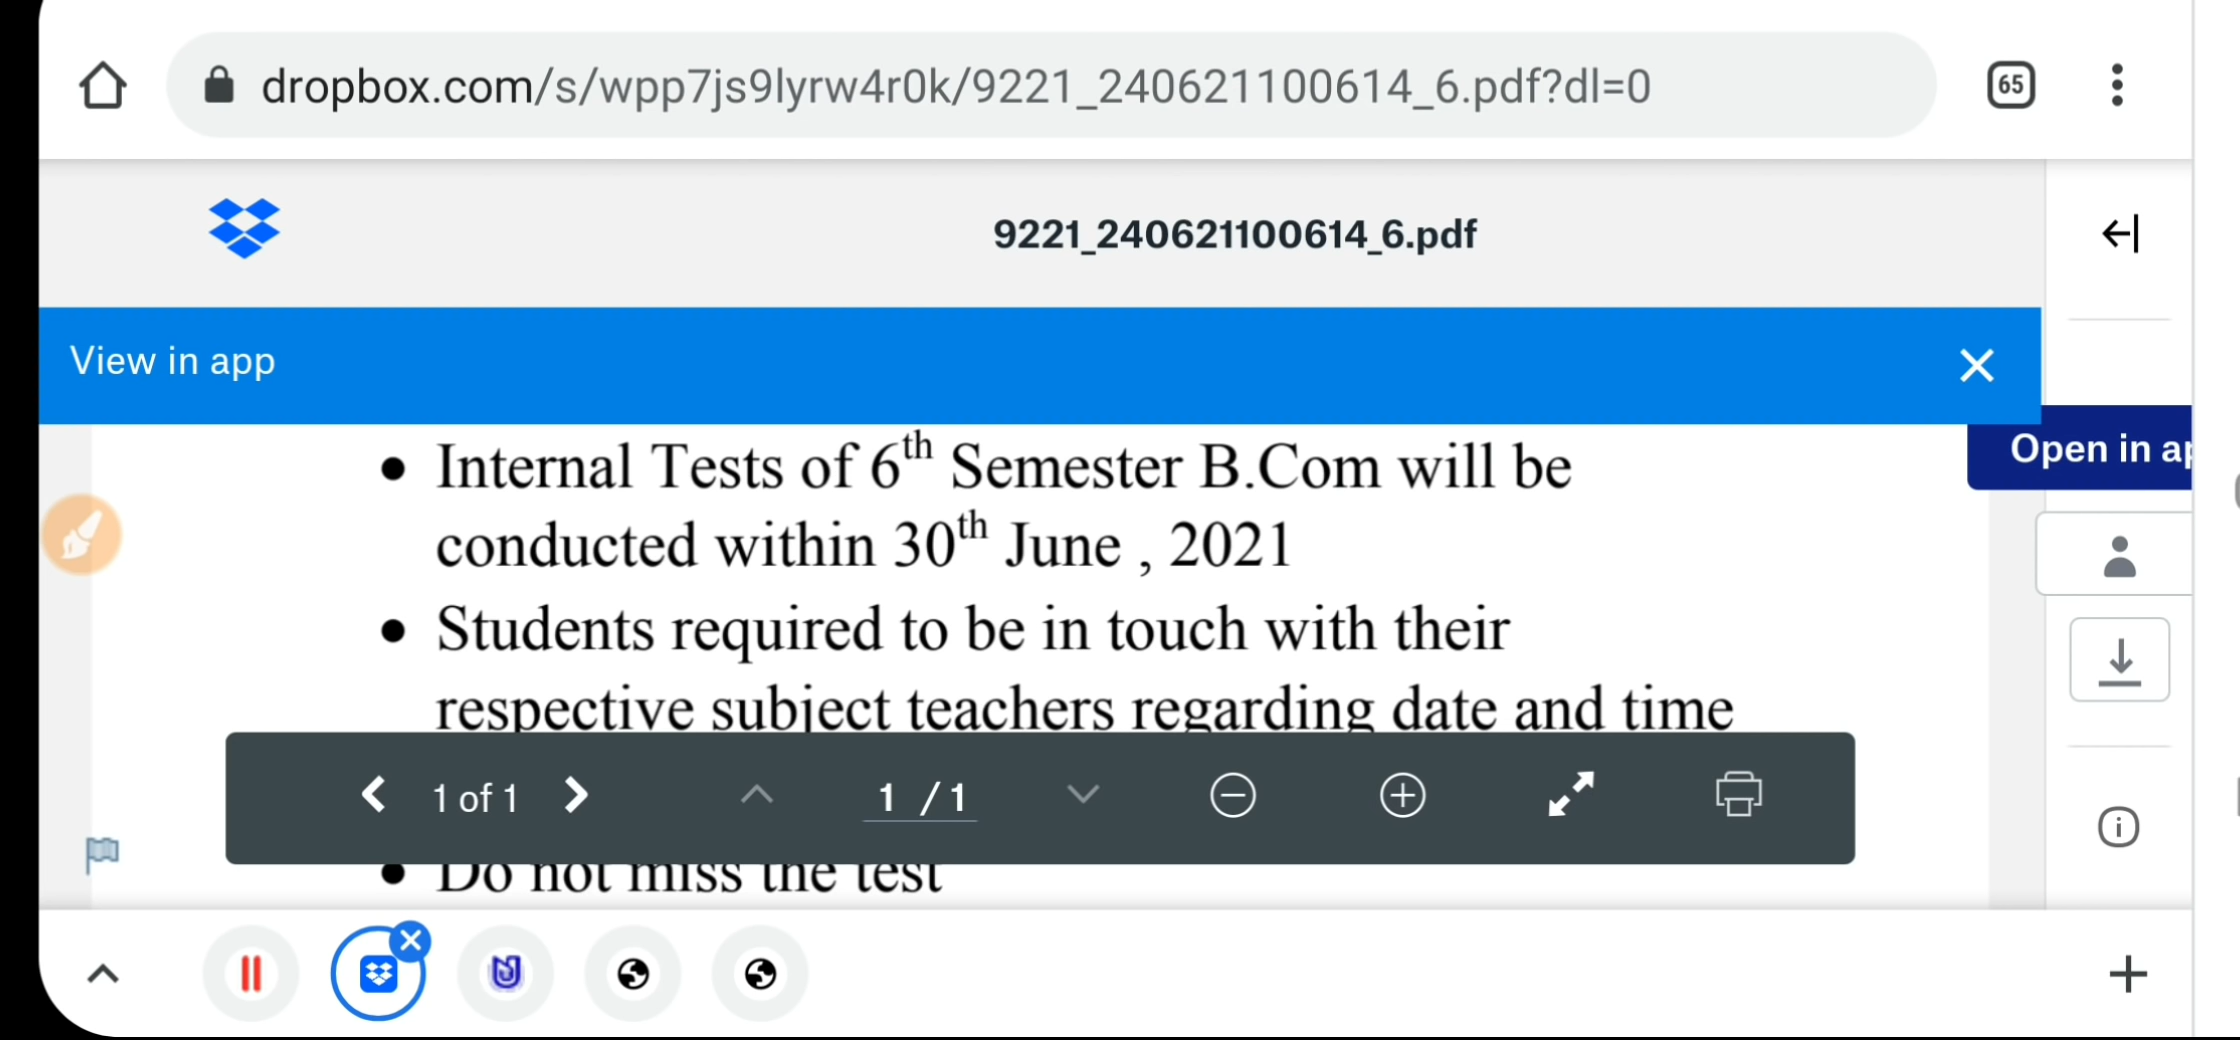 dropbox.com/s/wpp7js9lyrw4r0k/9221_240621100614_6.pdf?dl=0
65
9221_240621100614_6.pdf
View in app
Open in ap
• Internal Tests of 6th Semester B.Com will be
conducted within 30th June , 2021
• Students required to be in touch with their
respective subject teachers regarding date and time
1 of 1
1 / 1
• Do not miss the test